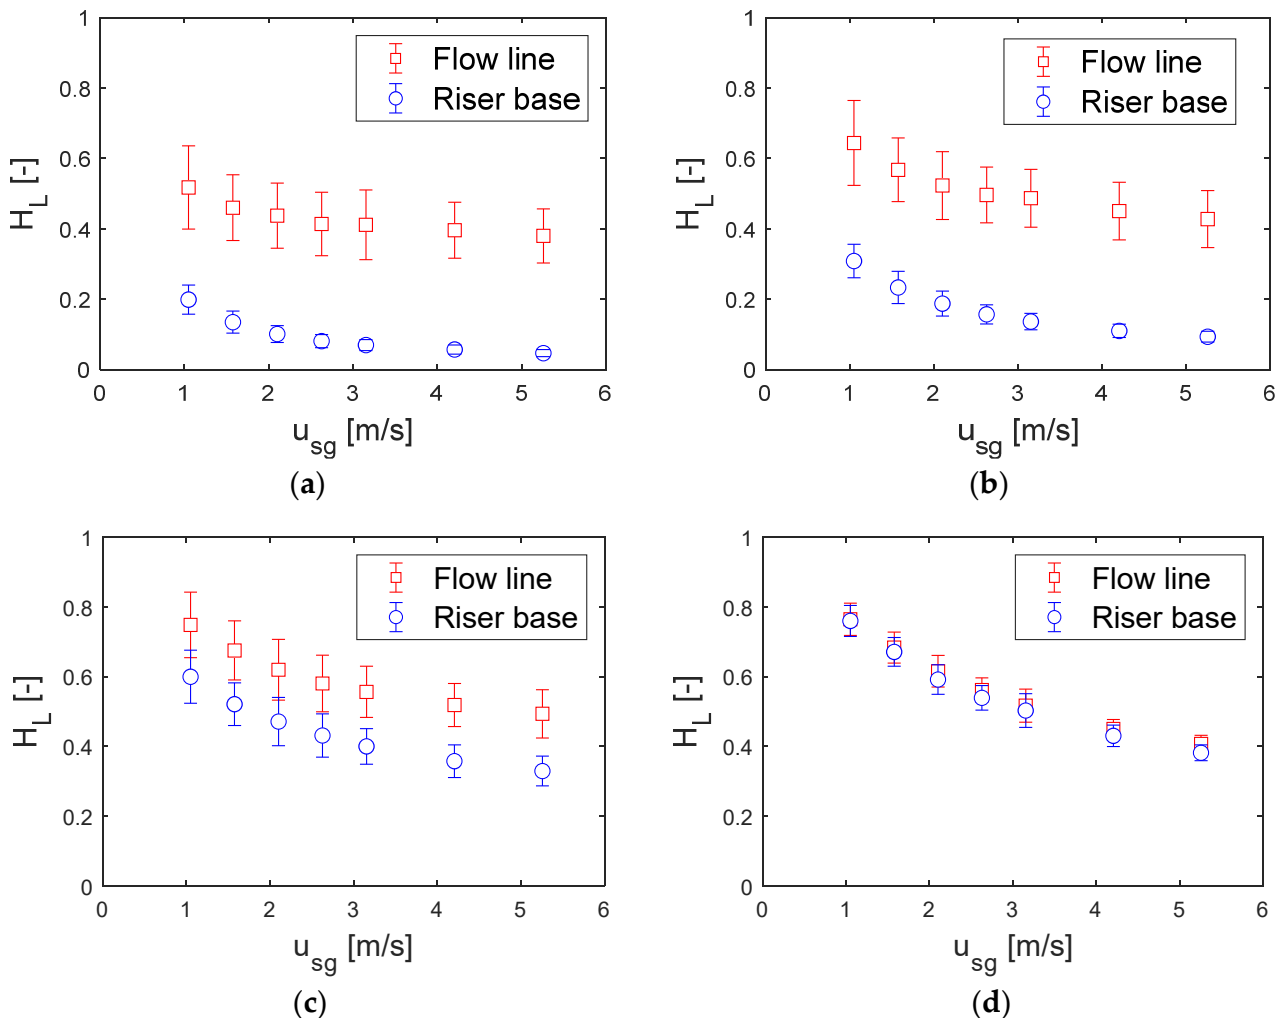 1
0.8
0.6
0.4
0.2
0
H_L [-]
Flow line
Riser base
0 1 2 3 4 5 6
u_sg [m/s]
(a)
1
0.8
0.6
0.4
0.2
0
H_L [-]
Flow line
Riser base
0 1 2 3 4 5 6
u_sg [m/s]
(b)
1
0.8
0.6
0.4
0.2
0
H_L [-]
Flow line
Riser base
0 1 2 3 4 5 6
u_sg [m/s]
(c)
1
0.8
0.6
0.4
0.2
0
H_L [-]
Flow line
Riser base
0 1 2 3 4 5 6
u_sg [m/s]
(d)